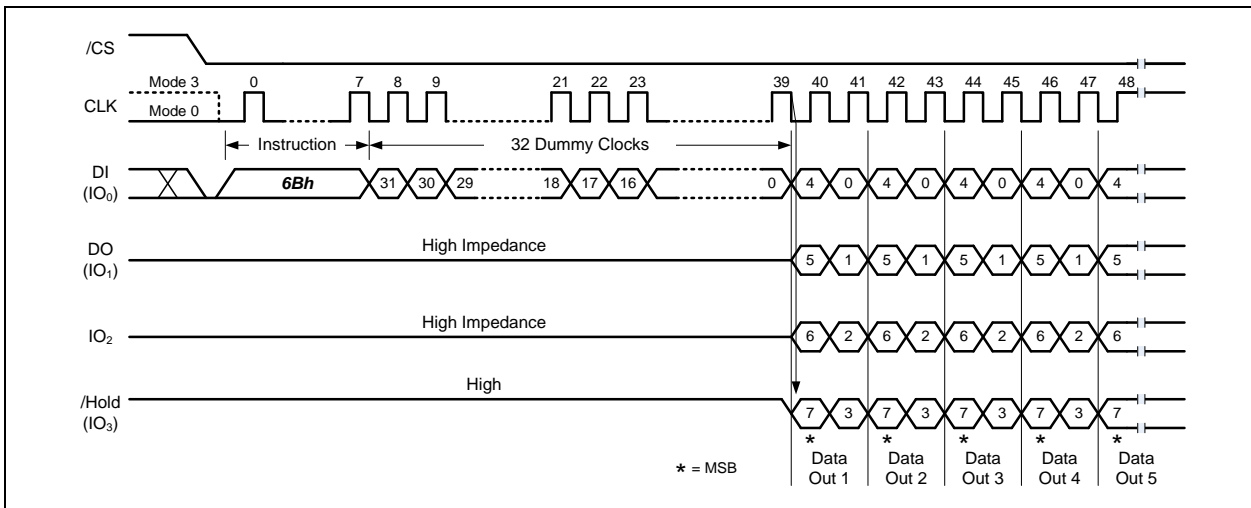 /CS
Mode 3 0 7 8 9 21 22 23 39 40 41 42 43 44 45 46 47 48
CLK
Mode 0
Instruction 32 Dummy Clocks
DI
(IO₀)
6Bh 31 30 29 18 17 16 0 4 0 4 0 4 0 4 0 4
High Impedance
DO
(IO₁)
5 1 5 1 5 1 5 1 5
High Impedance
IO₂
6 2 6 2 6 2 6 2 6
High
/Hold
(IO₃)
7 3 7 3 7 3 7 3 7
* * * * *
* = MSB
Data Data Data Data Data
Out 1 Out 2 Out 3 Out 4 Out 5